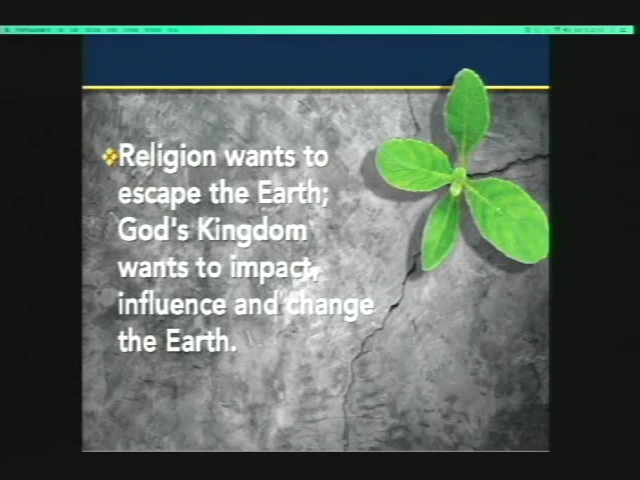 Religion wants to
escape the Earth;
God's Kingdom
wants to impact,
influence and change
the Earth.